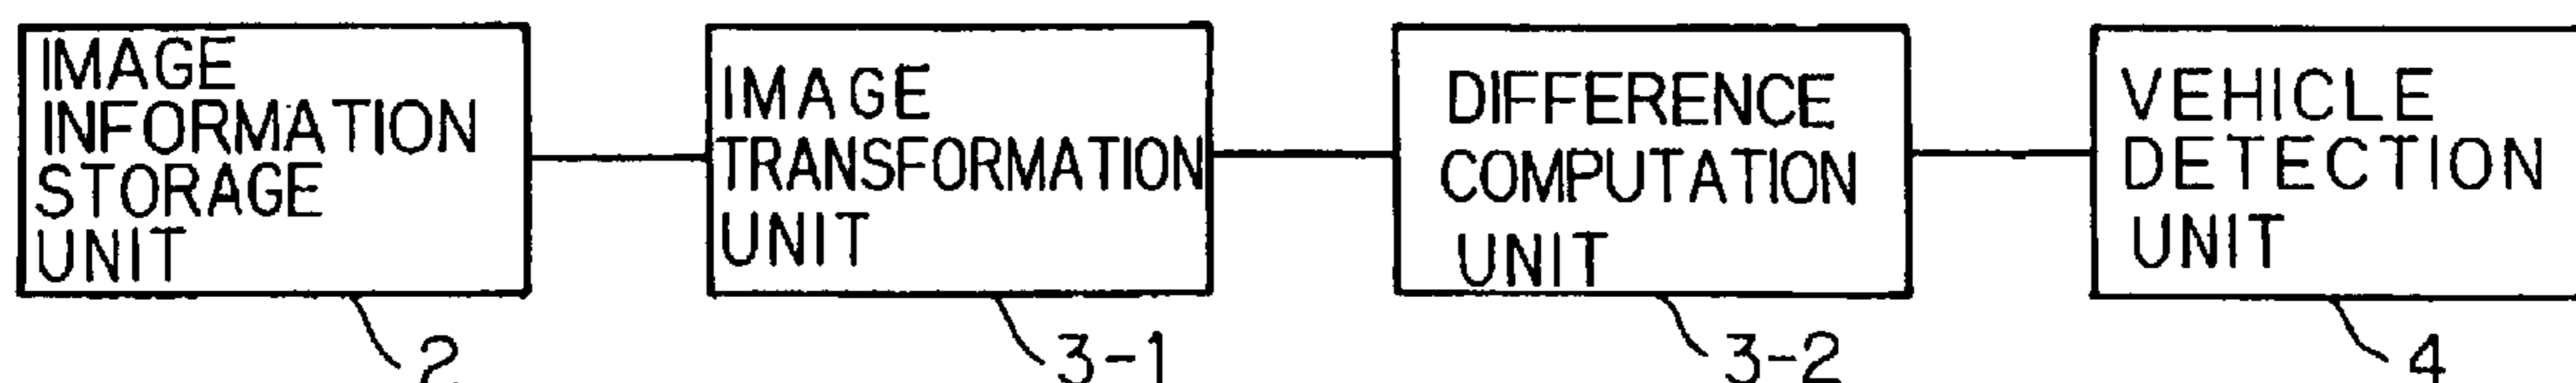 IMAGE
INFORMATION
STORAGE
UNIT
IMAGE
TRANSFORMATION
UNIT
DIFFERENCE
COMPUTATION
UNIT
VEHICLE
DETECTION
UNIT
2
3-1
3-2
4